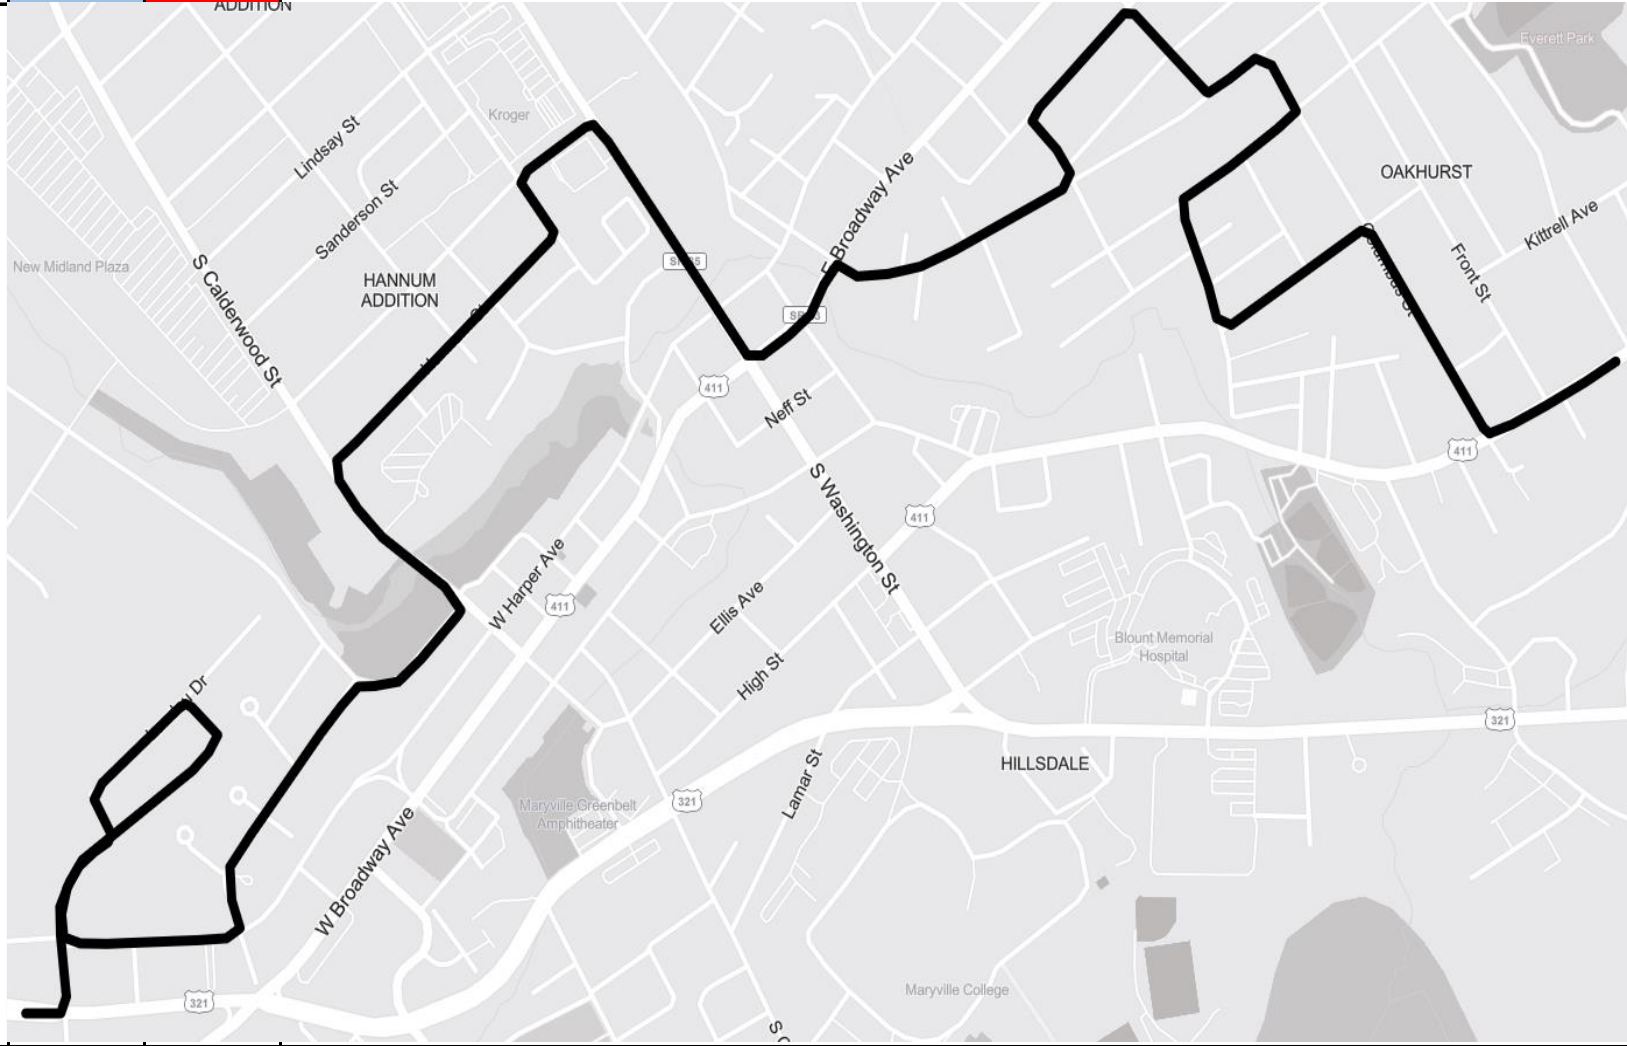 ADDITION
Everett Park
Kroger
Lindsay St
OAKHURST
Sanderson St
E Broadway Ave
Kittrell Ave
New Midland Plaza
S Calderwood St
HANNUM
ADDITION
Front St
Columbus St
411
Neff St
411
S Washington St
411
W Harper Ave
411
Ellis Ave
Blount Memorial
Hospital
High St
321
HILLSDALE
Lamar St
321
Maryville Greenbelt
Amphitheater
W Broadway Ave
Maryville College
321